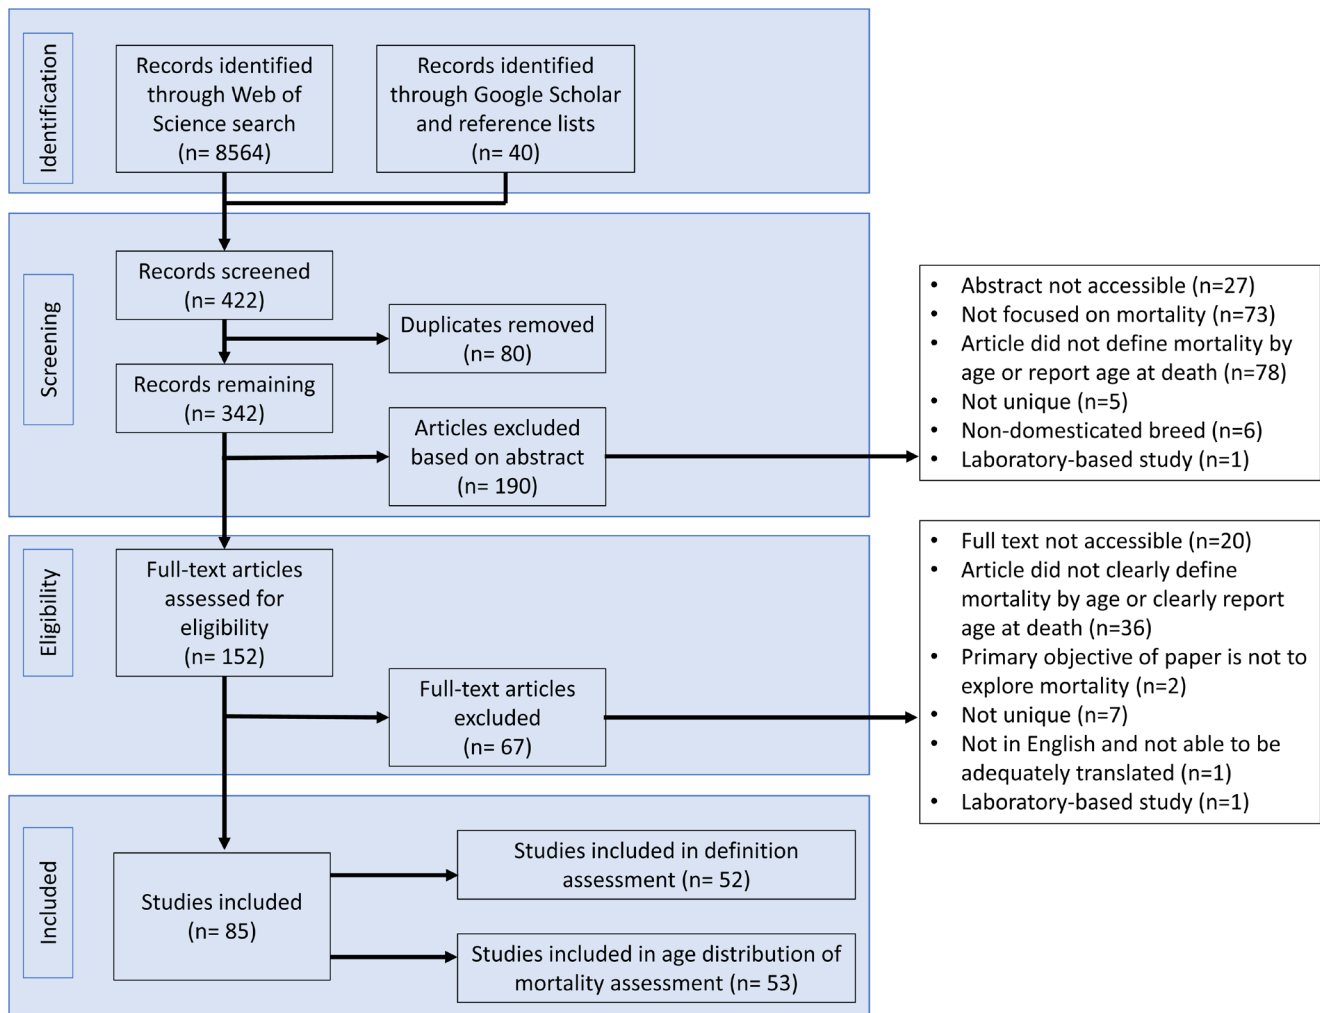 Identification
Records identified
through Web of
Science search
(n= 8564)
Records identified
through Google Scholar
and reference lists
(n= 40)
Screening
Records screened
(n= 422)
Duplicates removed
(n= 80)
Records remaining
(n= 342)
Articles excluded
based on abstract
(n= 190)
• Abstract not accessible (n=27)
• Not focused on mortality (n=73)
• Article did not define mortality by
age or report age at death (n=78)
• Not unique (n=5)
• Non-domesticated breed (n=6)
• Laboratory-based study (n=1)
Eligibility
Full-text articles
assessed for
eligibility
(n= 152)
Full-text articles
excluded
(n= 67)
• Full text not accessible (n=20)
• Article did not clearly define
mortality by age or clearly report
age at death (n=36)
• Primary objective of paper is not to
explore mortality (n=2)
• Not unique (n=7)
• Not in English and not able to be
adequately translated (n=1)
• Laboratory-based study (n=1)
Included
Studies included
(n= 85)
Studies included in definition
assessment (n= 52)
Studies included in age distribution of
mortality assessment (n= 53)